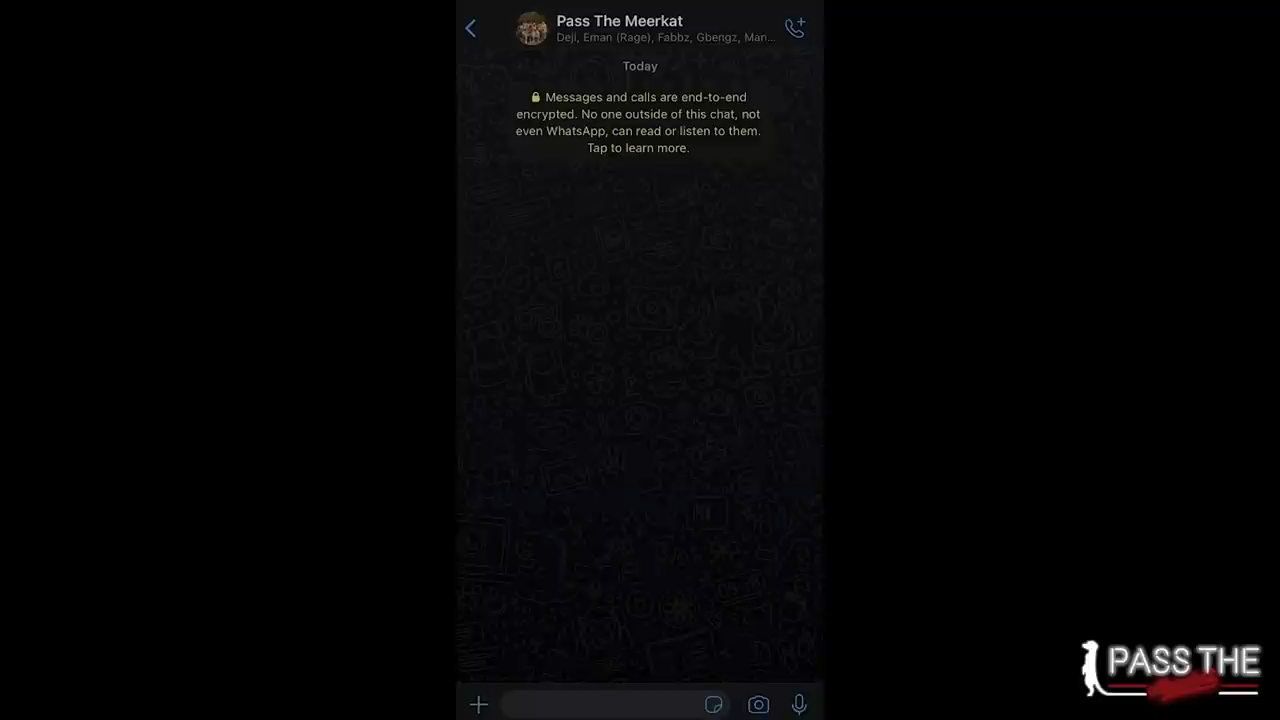 Pass The Meerkat
Deji, Eman (Rage), Fabbz, Gbengz, Man...
Today
Messages and calls are end-to-end
encrypted. No one outside of this chat, not
even WhatsApp, can read or listen to them.
Tap to learn more.
PASS THE